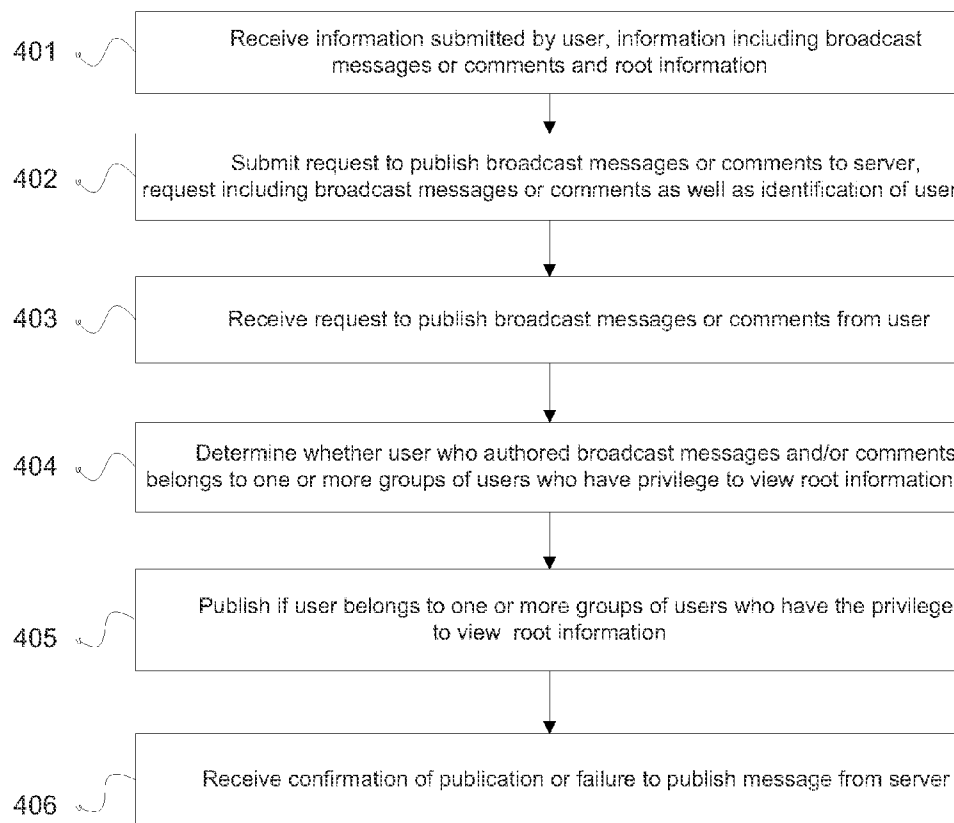 401
Receive information submitted by user, information including broadcast
messages or comments and root information
402
Submit request to publish broadcast messages or comments to server,
request including broadcast messages or comments as well as identification of user
403
Receive request to publish broadcast messages or comments from user
404
Determine whether user who authored broadcast messages and/or comments
belongs to one or more groups of users who have privilege to view root information
405
Publish if user belongs to one or more groups of users who have the privilege
to view root information
406
Receive confirmation of publication or failure to publish message from server